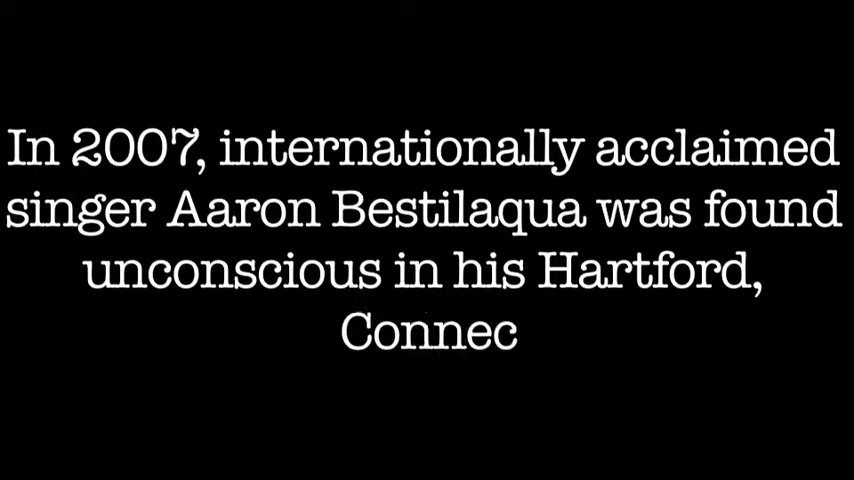 In 2007, internationally acclaimed
singer Aaron Bestilaqua was found
unconscious in his Hartford,
Connec